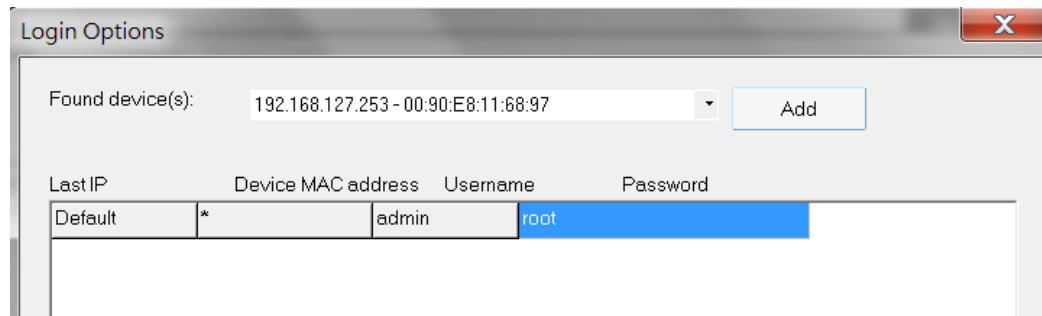 Login Options
X
Found device(s): 192.168.127.253 - 00:90:E8:11:68:97 Add
Last IP Device MAC address Username Password
Default * admin root